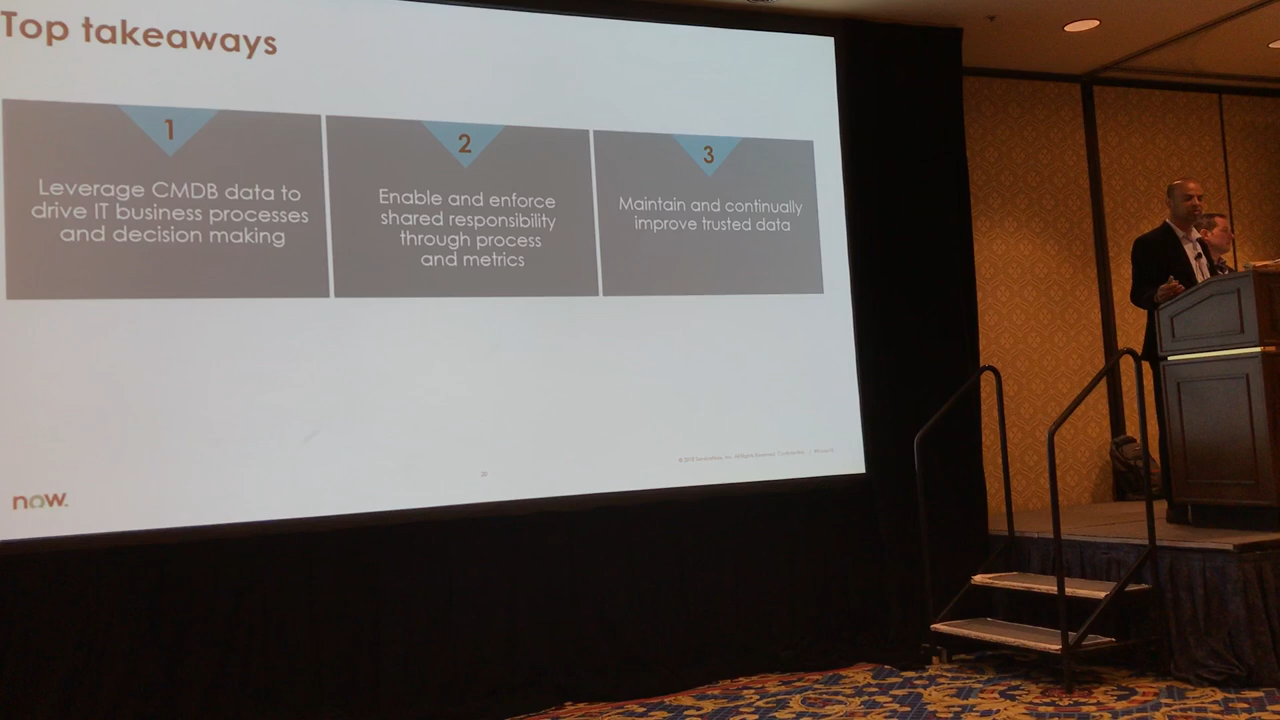 Top takeaways
1
Leverage CMDB data to
drive IT business processes
and decision making
2
Enable and enforce
shared responsibility
through process
and metrics
3
Maintain and continually
improve trusted data
now.